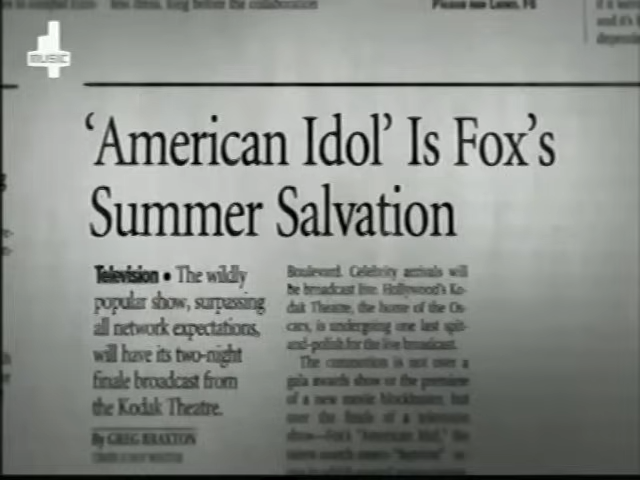 MUSIC
4
'American Idol' Is Fox's
Summer Salvation
Television • The wildly
popular show, surpassing
all network expectations,
will have its two-night
finale broadcast from
the Kodak Theatre.
By GREG BRAXTON
Boulevard. Celebrity arrivals will
be broadcast live. Hollywood's Ko-
dak Theatre, the home of the Os-
cars, is undergoing one last spit-
and-polish for the live broadcast.
The commotion is not over a
gala awards show or the premiere
of a new movie blockbuster, but
over the finale of a television
show—Fox's "American Idol," the